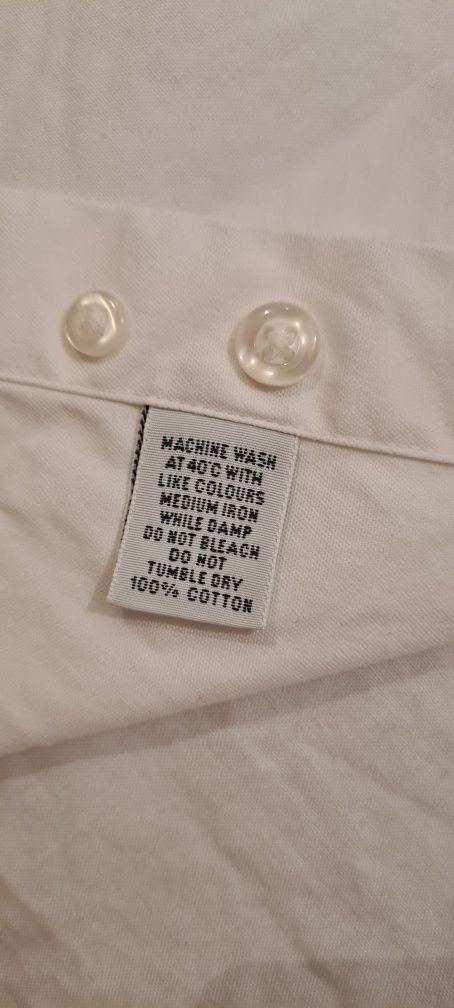 MACHINE WASH
AT 40°C WITH
LIKE COLOURS
MEDIUM IRON
WHILE DAMP
DO NOT BLEACH
DO NOT
TUMBLE DRY
100% COTTON